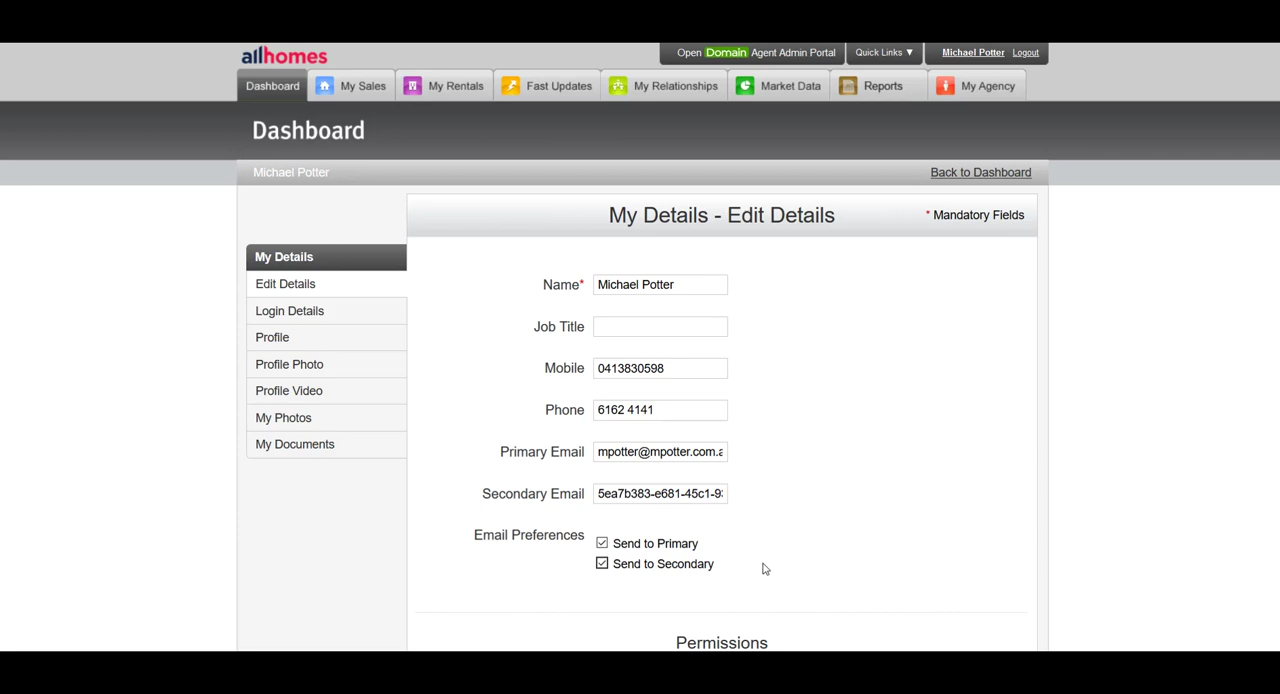 allhomes
Open Domain Agent Admin Portal Quick Links ▼ Michael Potter Logout
Dashboard My Sales My Rentals Fast Updates My Relationships Market Data Reports My Agency
Dashboard
Michael Potter Back to Dashboard
My Details - Edit Details * Mandatory Fields
My Details
Edit Details
Login Details
Profile
Profile Photo
Profile Video
My Photos
My Documents
Name* Michael Potter
Job Title
Mobile 0413830598
Phone 6162 4141
Primary Email mpotter@mpotter.com.a
Secondary Email 5ea7b383-e681-45c1-9
Email Preferences
Send to Primary
Send to Secondary
Permissions